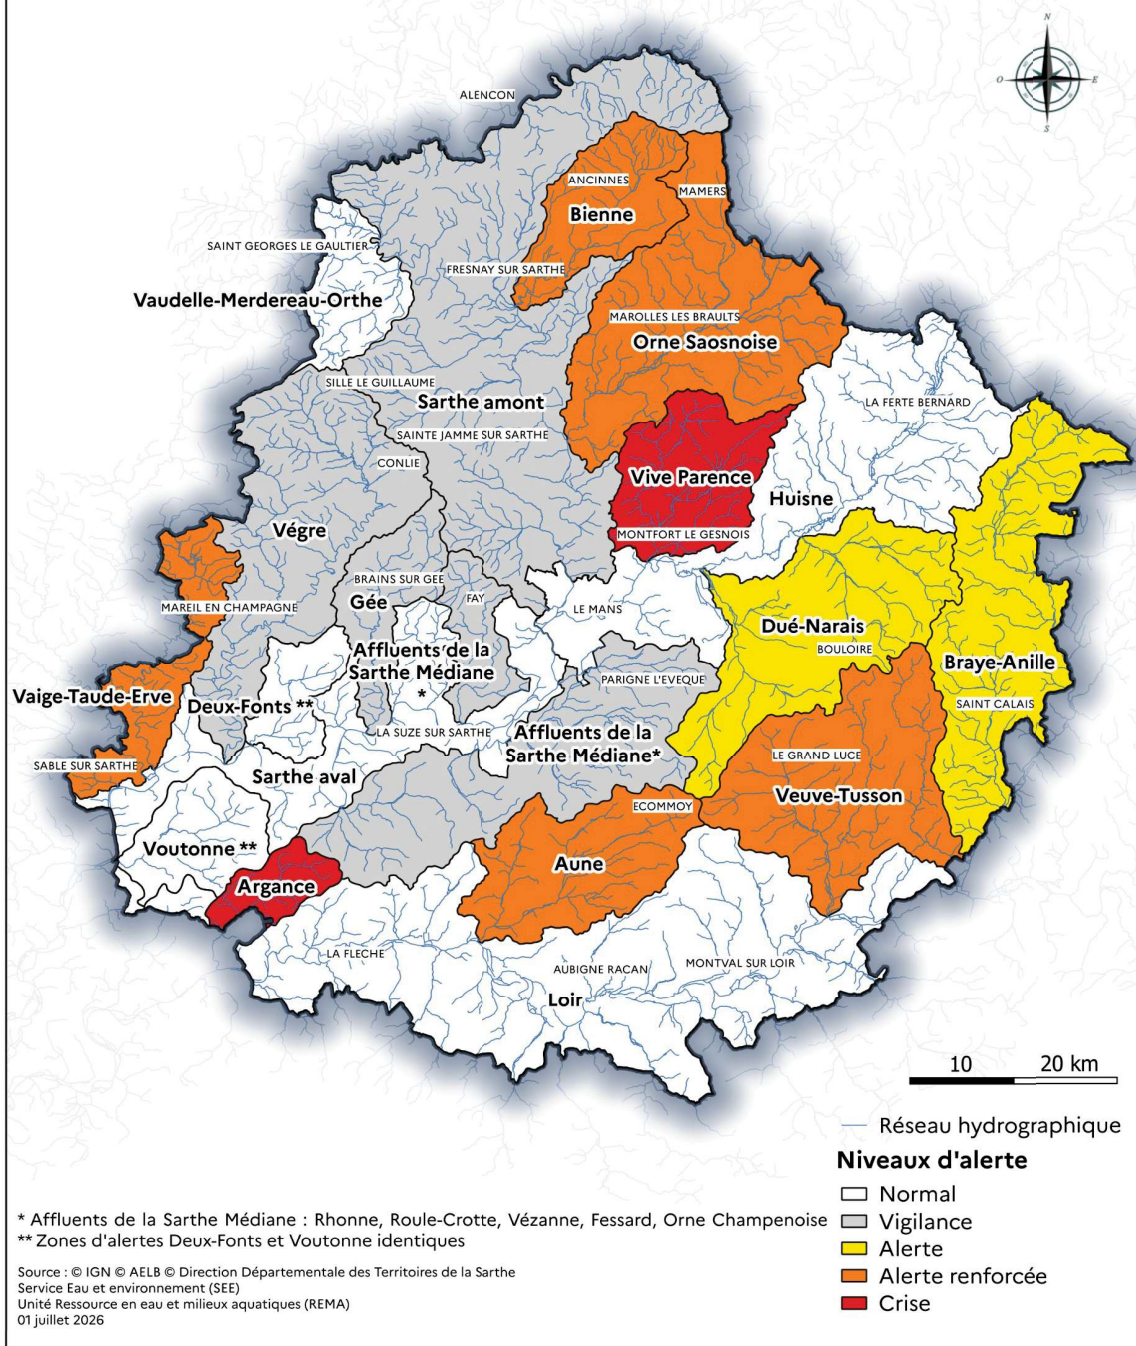 N
O
E
S
ALENCON
ANCINNES
MAMERS
Bienne
SAINT GEORGES LE GAULTIER
FRESNAY SUR SARTHE
Vaudelle-Merdereau-Orthe
MAROLLES LES BRAULTS
Orne Saosnoise
SILLE LE GUILLAUME
Sarthe amont
LA FERTE BERNARD
SAINTE JAMME SUR SARTHE
CONLIE
Vive Parence
Huisne
Végre
MONTFORT LE GESNOIS
BRAINS SUR GEE
Gée
FAY
MAREIL EN CHAMPAGNE
LE MANS
Dué-Narais
BOULOIRE
Affluents de la
Sarthe Médiane
*
Braye-Anille
PARIGNE L'EVEQUE
Vaige-Taude-Erve
Deux-Fonts **
SAINT CALAIS
LA SUZE SUR SARTHE
Affluents de la
Sarthe Médiane*
LE GRAND LUCE
SABLE SUR SARTHE
Sarthe aval
Veuve-Tusson
ECOMMOY
Voutonne **
Aune
Argance
LA FLECHE
AUBIGNE RACAN
MONTVAL SUR LOIR
Loir
10 20 km
Réseau hydrographique
Niveaux d'alerte
Normal
Vigilance
Alerte
Alerte renforcée
Crise
* Affluents de la Sarthe Médiane : Rhonne, Roule-Crotte, Vézanne, Fessard, Orne Champenoise
** Zones d'alertes Deux-Fonts et Voutonne identiques
Source : © IGN © AELB © Direction Départementale des Territoires de la Sarthe
Service Eau et environnement (SEE)
Unité Ressource en eau et milieux aquatiques (REMA)
01 juillet 2026